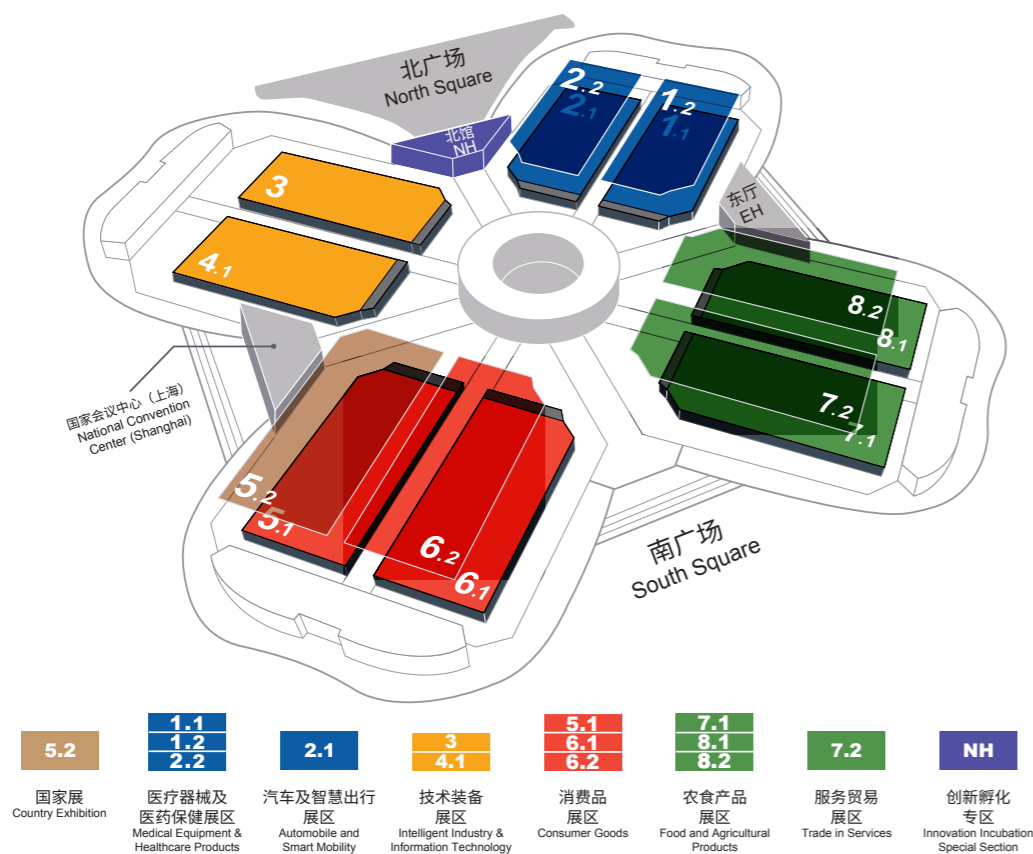 北广场
North Square
2.2
2.1
1.2
1.1
北馆
NH
东厅
EH
3
4.1
8.2
8.1
7.2
7.1
国家会议中心（上海）
National Convention
Center (Shanghai)
5.2
5.1
6.2
6.1
南广场
South Square
5.2
国家展
Country Exhibition
1.1
1.2
2.2
医疗器械及
医药保健展区
Medical Equipment &
Healthcare Products
2.1
汽车及智慧出行
展区
Automobile and
Smart Mobility
3
4.1
技术装备
展区
Intelligent Industry &
Information Technology
5.1
6.1
6.2
消费品
展区
Consumer Goods
7.1
8.1
8.2
农食产品
展区
Food and Agricultural
Products
7.2
服务贸易
展区
Trade in Services
NH
创新孵化
专区
Innovation Incubation
Special Section